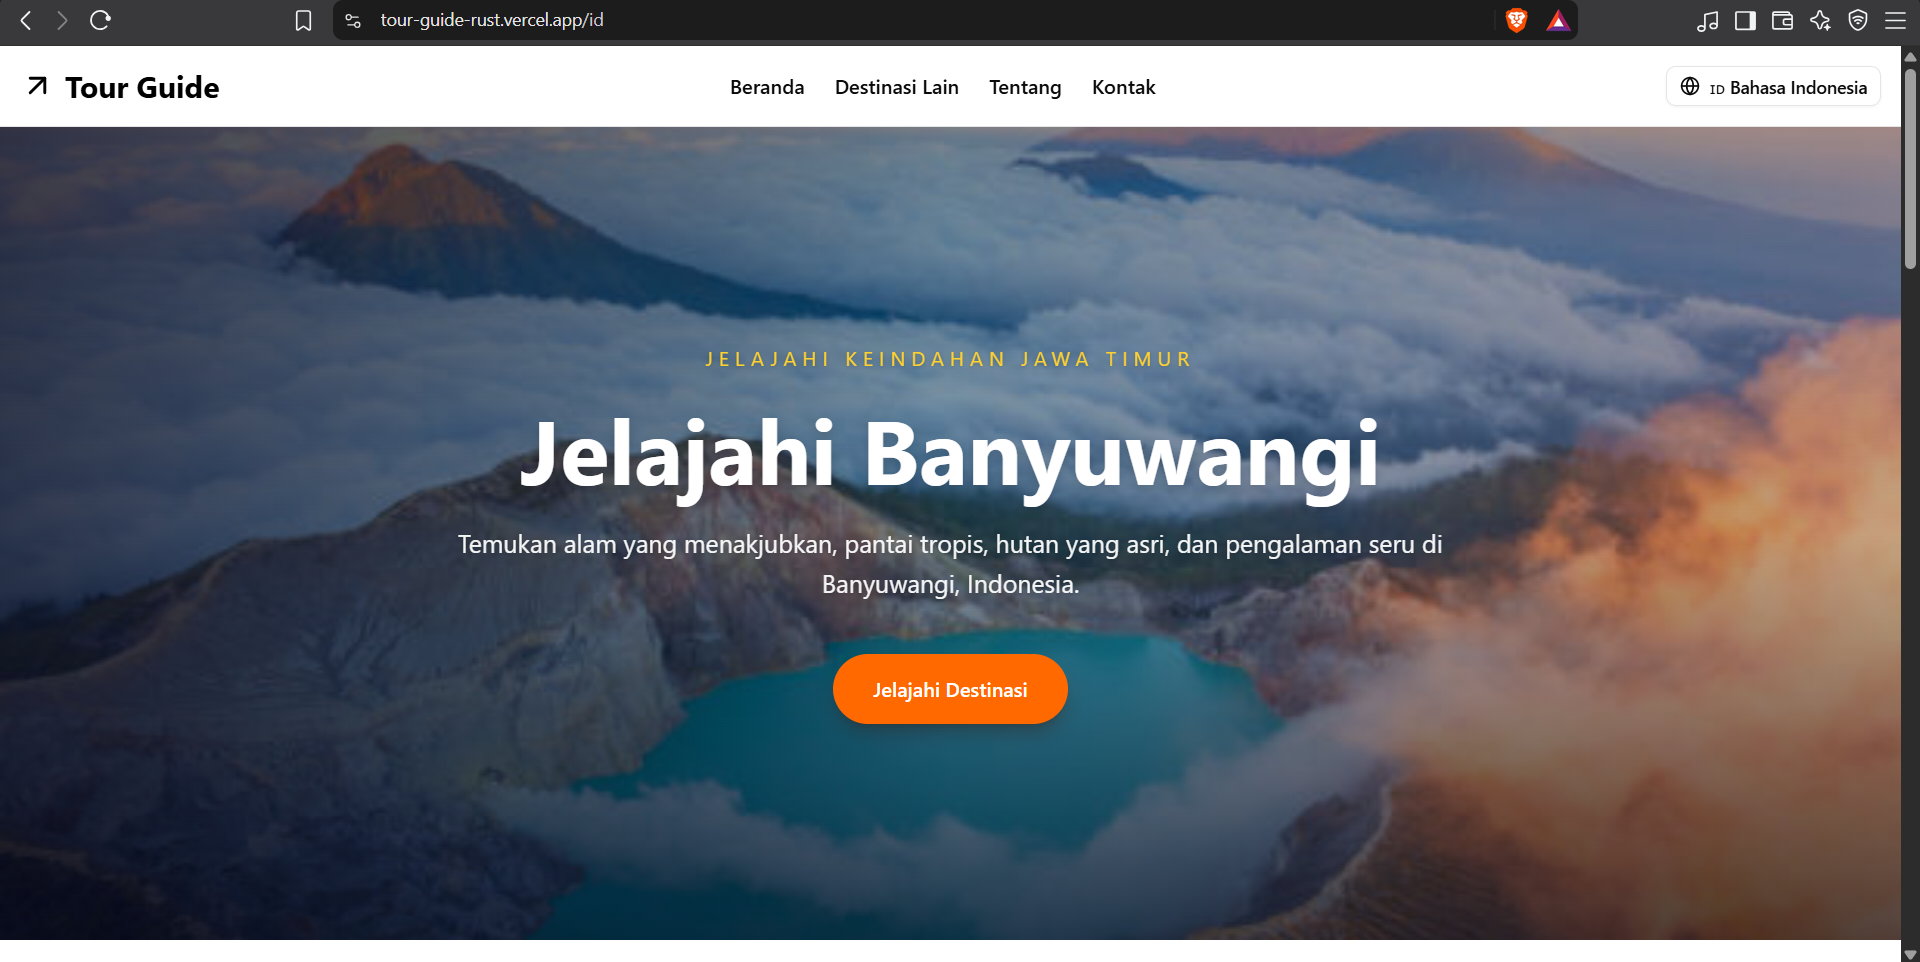 tour-guide-rust.vercel.app/id
Tour Guide
Beranda
Destinasi Lain
Tentang
Kontak
ID Bahasa Indonesia
JELAJAHI KEINDAHAN JAWA TIMUR
Jelajahi Banyuwangi
Temukan alam yang menakjubkan, pantai tropis, hutan yang asri, dan pengalaman seru di
Banyuwangi, Indonesia.
Jelajahi Destinasi